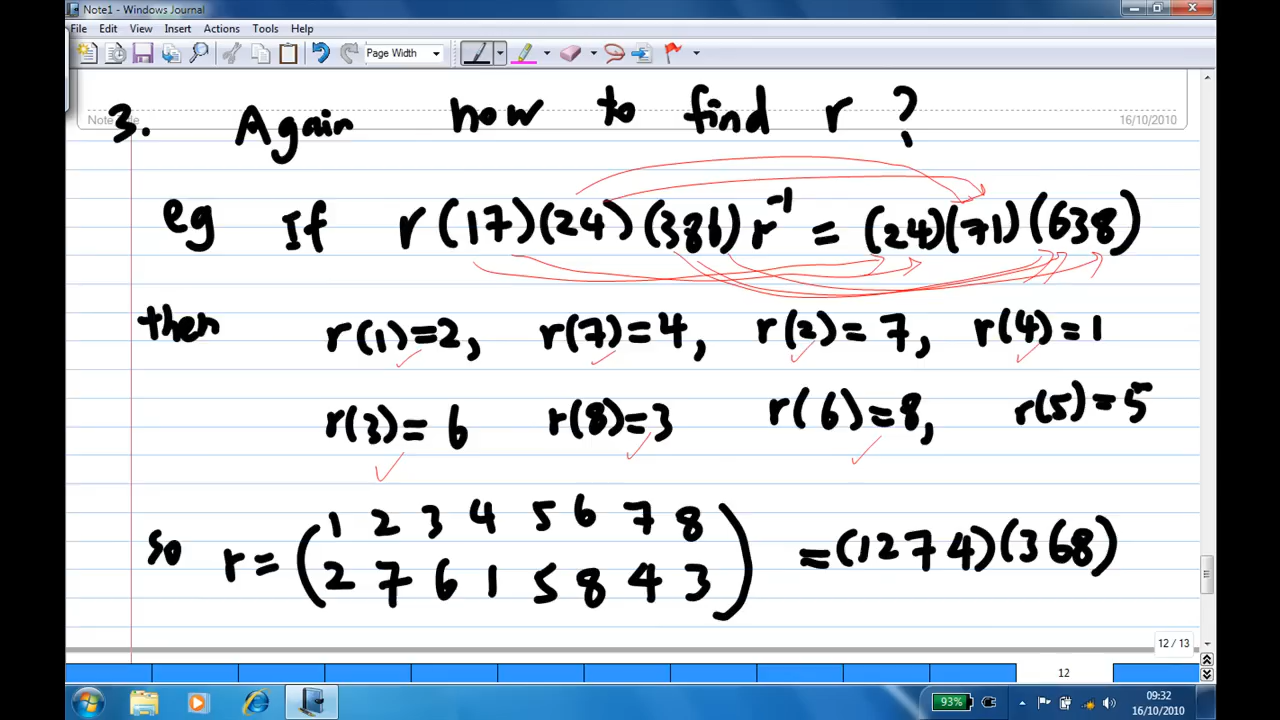 Note1 - Windows Journal
File Edit View Insert Actions Tools Help
Page Width
3. Again how to find r ?
16/10/2010
eg If r(17)(24)(386)r⁻¹ = (24)(71)(638)
then r(1)=2, r(7)=4, r(2)=7, r(4)=1
r(3)=6 r(8)=3 r(6)=8, r(5)=5
so r= (1 2 3 4 5 6 7 8
2 7 6 1 5 8 4 3) =(1274)(368)
12 / 13
12
93%
09:32
16/10/2010